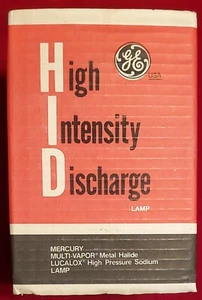 GE
USA
High
Intensity
Discharge
LAMP
MERCURY
MULTI-VAPOR® Metal Halide
LUCALOX® High Pressure Sodium
LAMP